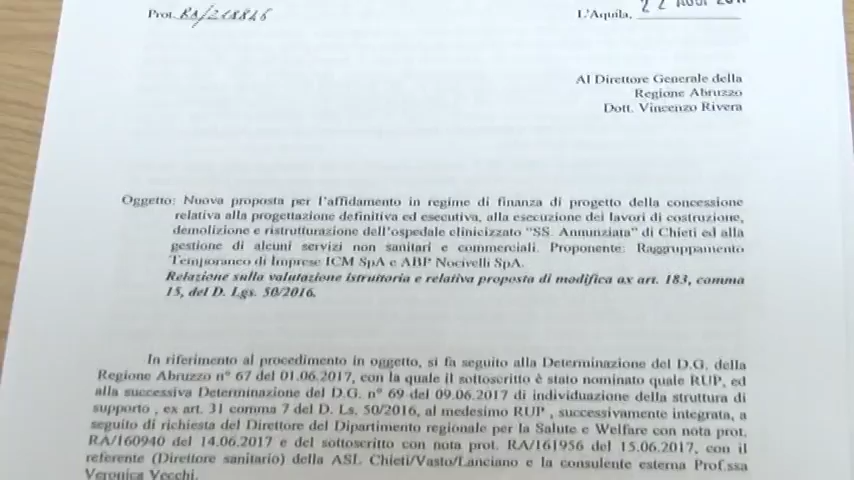 Prot. RA/218846
L'Aquila, 22 AGO.
Al Direttore Generale della
Regione Abruzzo
Dott. Vincenzo Rivera
Oggetto: Nuova proposta per l'affidamento in regime di finanza di progetto della concessione
relativa alla progettazione definitiva ed esecutiva, alla esecuzione dei lavori di costruzione,
demolizione e ristrutturazione dell'ospedale clinicizzato "SS. Annunziata" di Chieti ed alla
gestione di alcuni servizi non sanitari e commerciali. Proponente: Raggruppamento
Temporaneo di Imprese ICM SpA e ABP Nocivelli SpA.
Relazione sulla valutazione istruttoria e relativa proposta di modifica ax art. 183, comma
15, del D. Lgs. 50/2016.
In riferimento al procedimento in oggetto, si fa seguito alla Determinazione del D.G. della
Regione Abruzzo n° 67 del 01.06.2017, con la quale il sottoscritto è stato nominato quale RUP, ed
alla successiva Determinazione del D.G. n° 69 del 09.06.2017 di individuazione della struttura di
supporto , ex art. 31 comma 7 del D. Ls. 50/2016, al medesimo RUP , successivamente integrata, a
seguito di richiesta del Direttore del Dipartimento regionale per la Salute e Welfare con nota prot.
RA/160940 del 14.06.2017 e del sottoscritto con nota prot. RA/161956 del 15.06.2017, con il
referente (Direttore sanitario) della ASL Chieti/Vasto/Lanciano e la consulente esterna Prof.ssa
Veronica Vecchi.